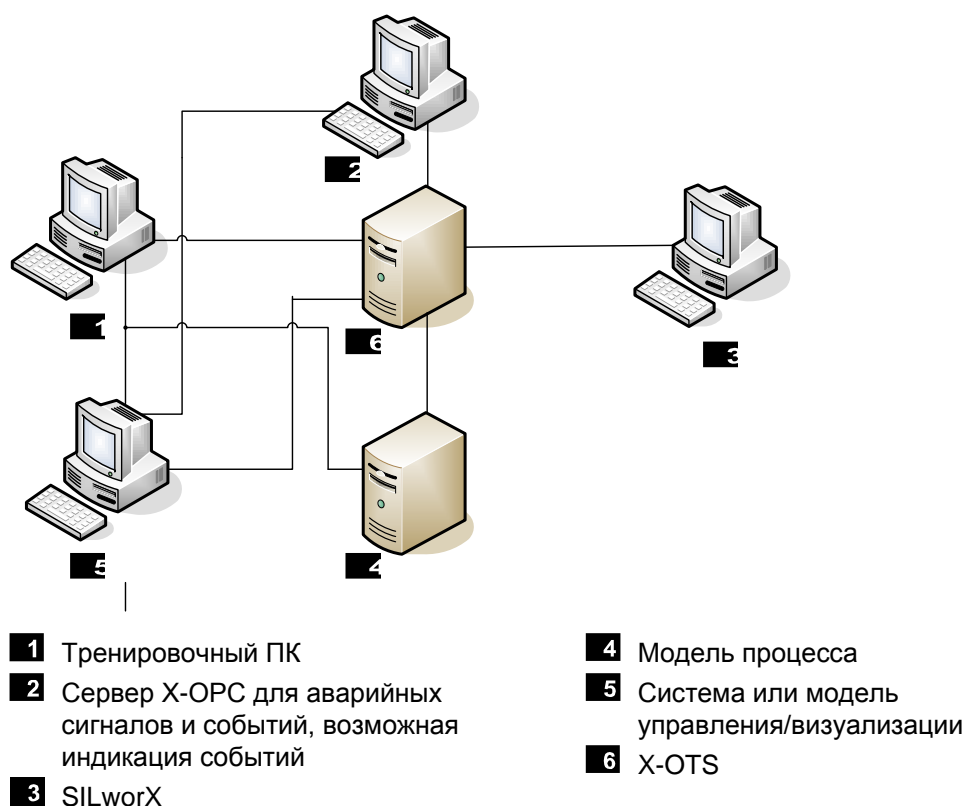 2
1
6
3
5
4
1 Тренировочный ПК
2 Сервер X-OPC для аварийных
сигналов и событий, возможная
индикация событий
3 SILworX
4 Модель процесса
5 Система или модель
управления/визуализации
6 X-OTS